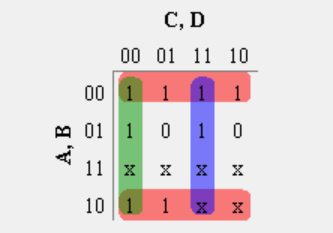 C, D
00 01 11 10
A, B
00 1 1 1 1
01 1 0 1 0
11 x x x x
10 1 1 x x